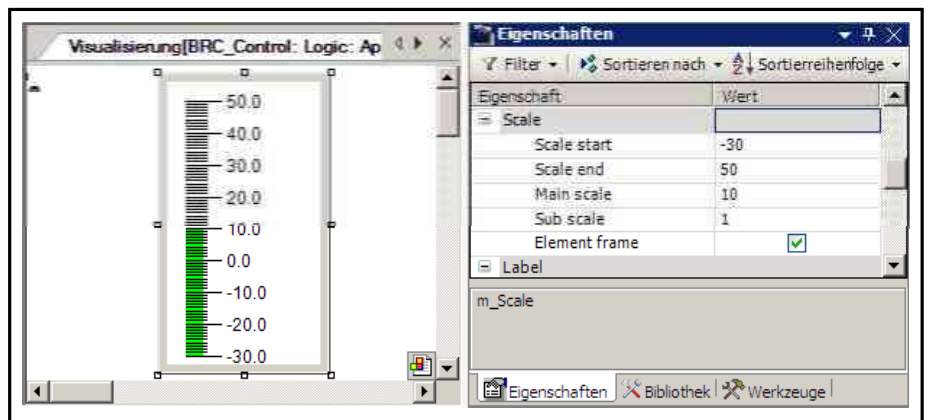 Visualisierung[BRC_Control: Logic: Ap
50.0
40.0
30.0
20.0
10.0
0.0
-10.0
-20.0
-30.0
Eigenschaften
Filter Sortieren nach Sortierreihenfolge
Eigenschaft Wert
Scale
Scale start -30
Scale end 50
Main scale 10
Sub scale 1
Element frame
Label
m_Scale
Eigenschaften Bibliothek Werkzeuge